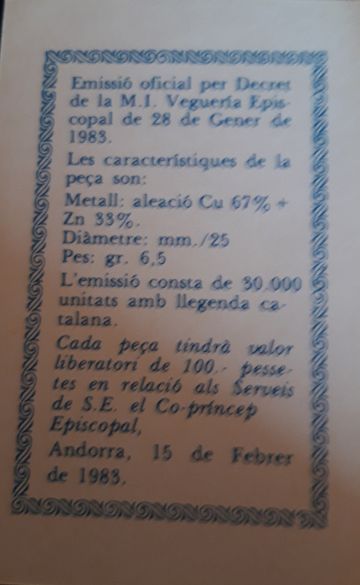 Emissió oficial per Decret
de la M.I. Vegueria Epis-
copal de 28 de Gener de
1983.
Les característiques de la
peça son:
Metall: aleació Cu 67% +
Zn 33%.
Diàmetre: mm./25
Pes: gr. 6,5
L'emissió consta de 30.000
unitats amb llegenda ca-
talana.
Cada peça tindrà valor
liberatori de 100.- pesse-
tes en relació als Serveis
de S.E. el Co-príncep
Episcopal,
Andorra, 15 de Febrer
de 1983.